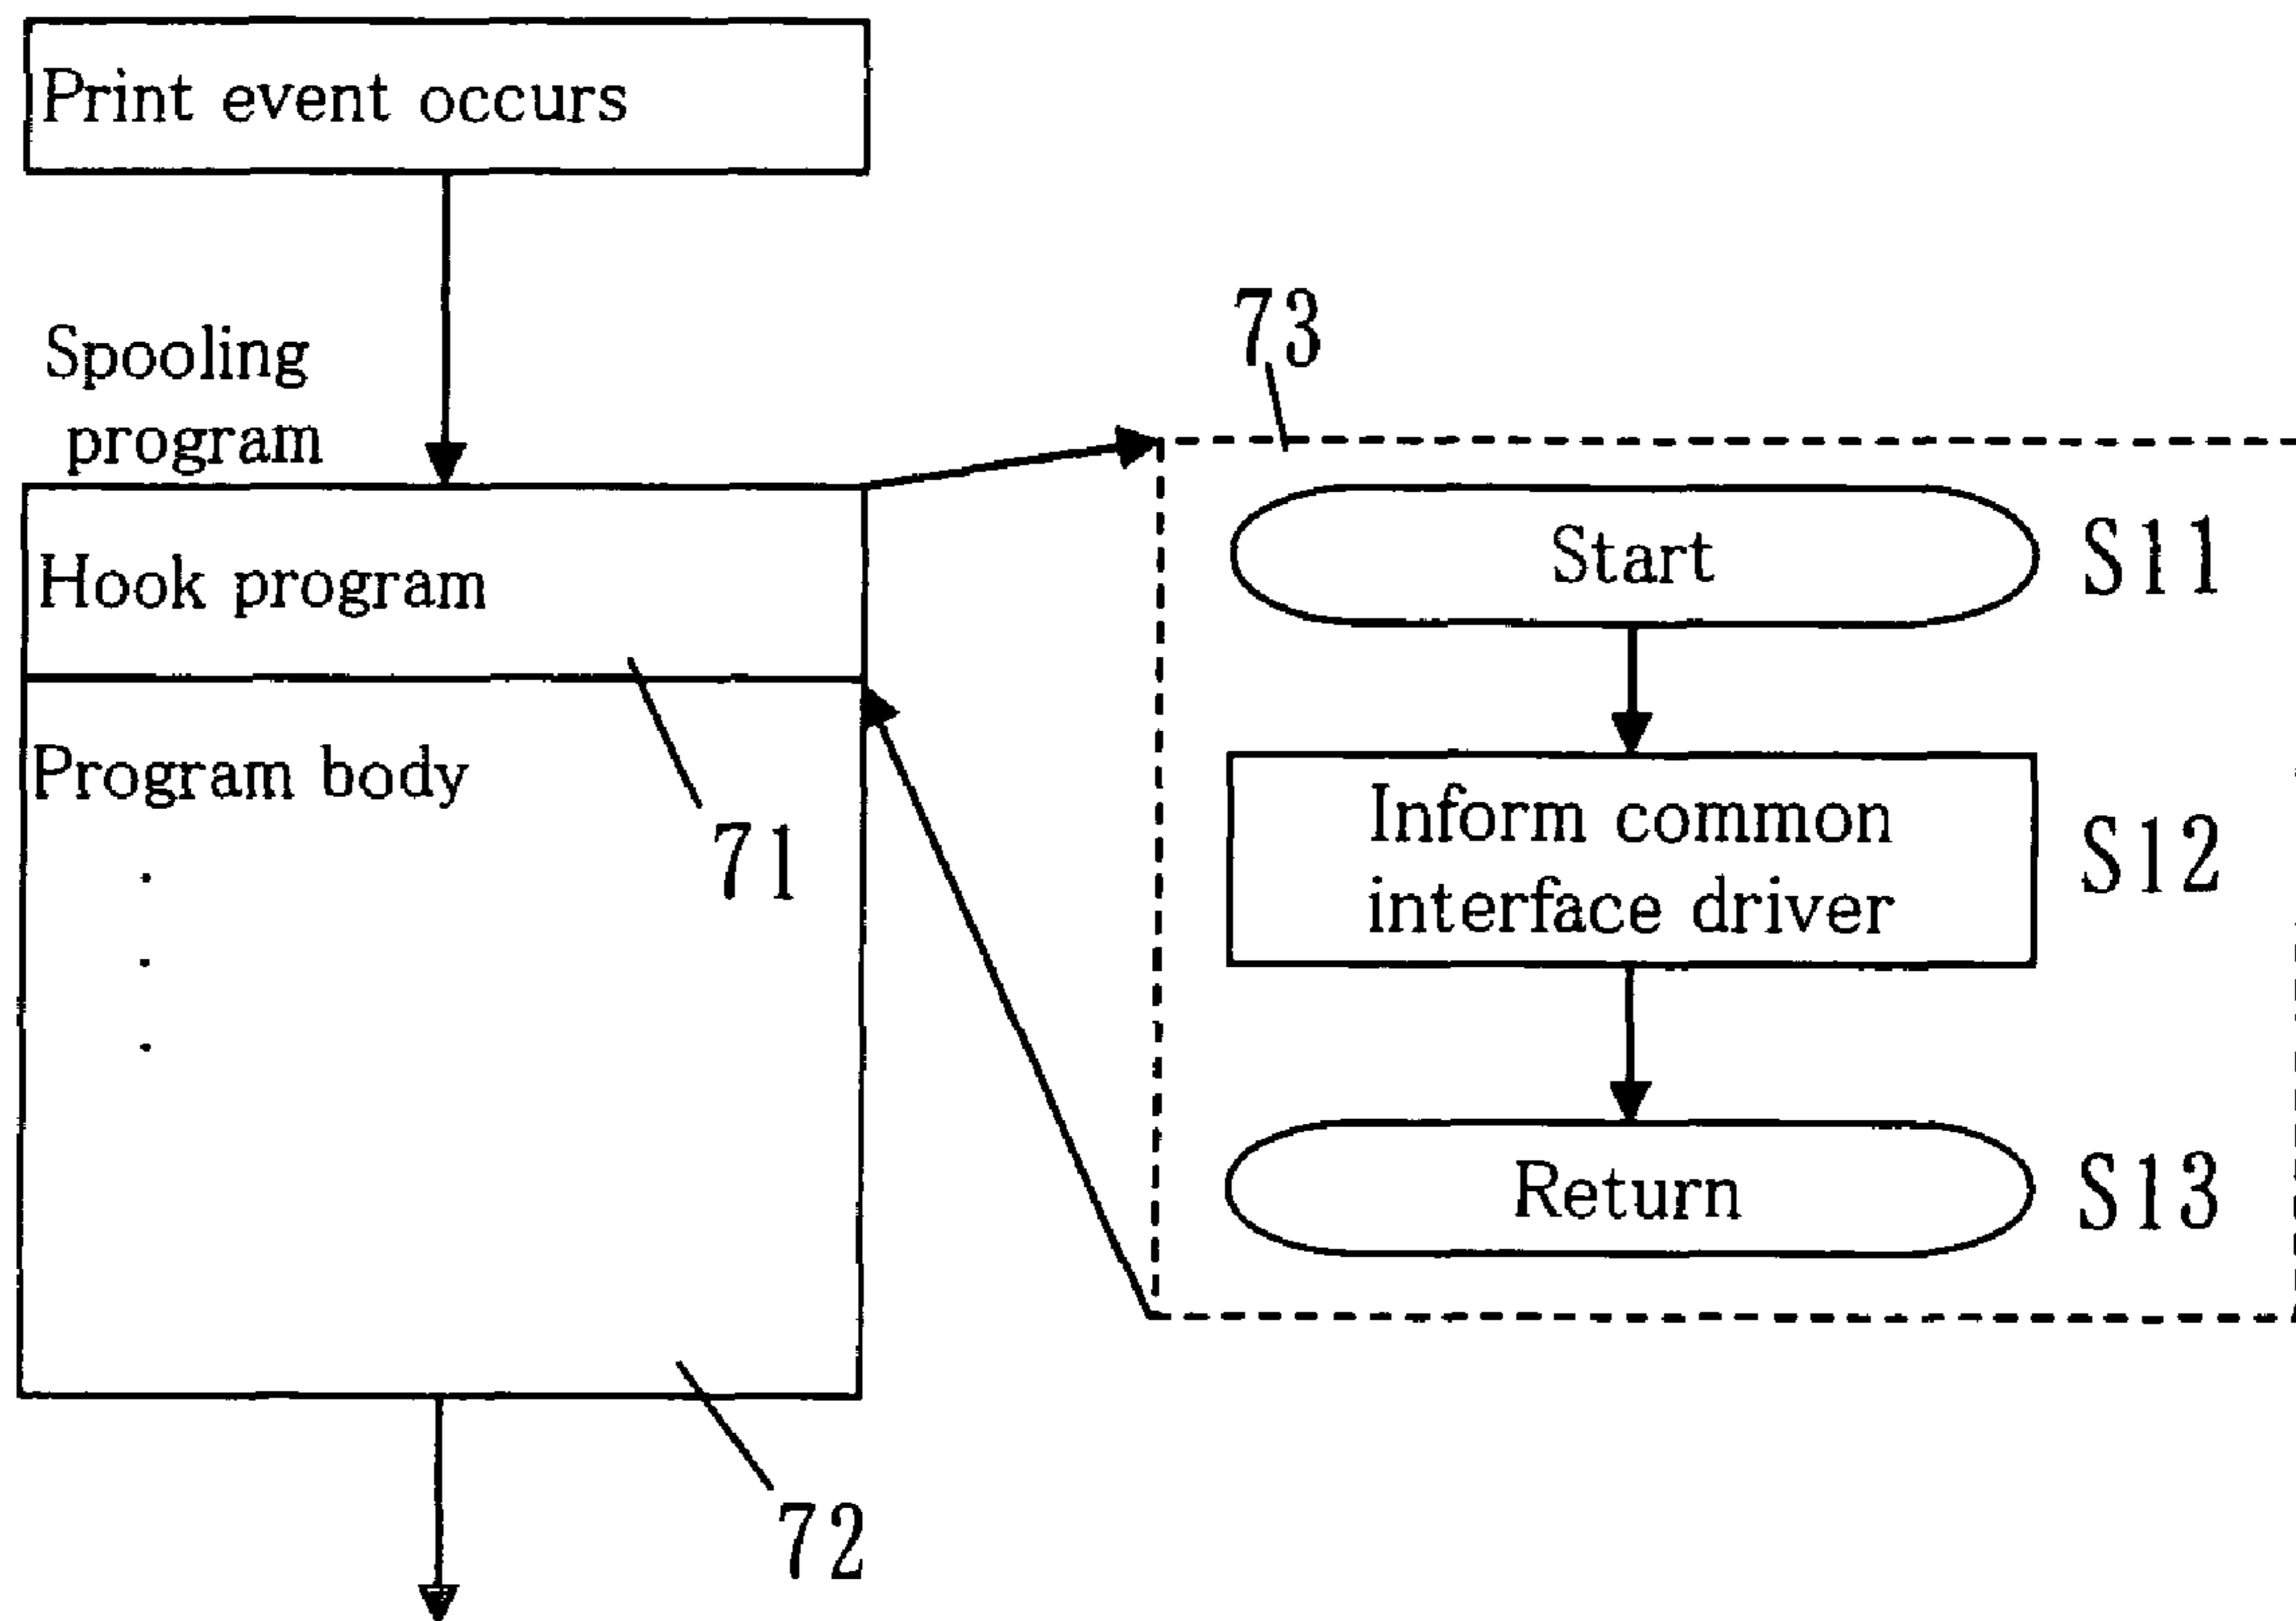 Print event occurs
Spooling
program
Hook program
Program body
.
.
.
71
72
73
Start
S11
Inform common
interface driver
S12
Return
S13